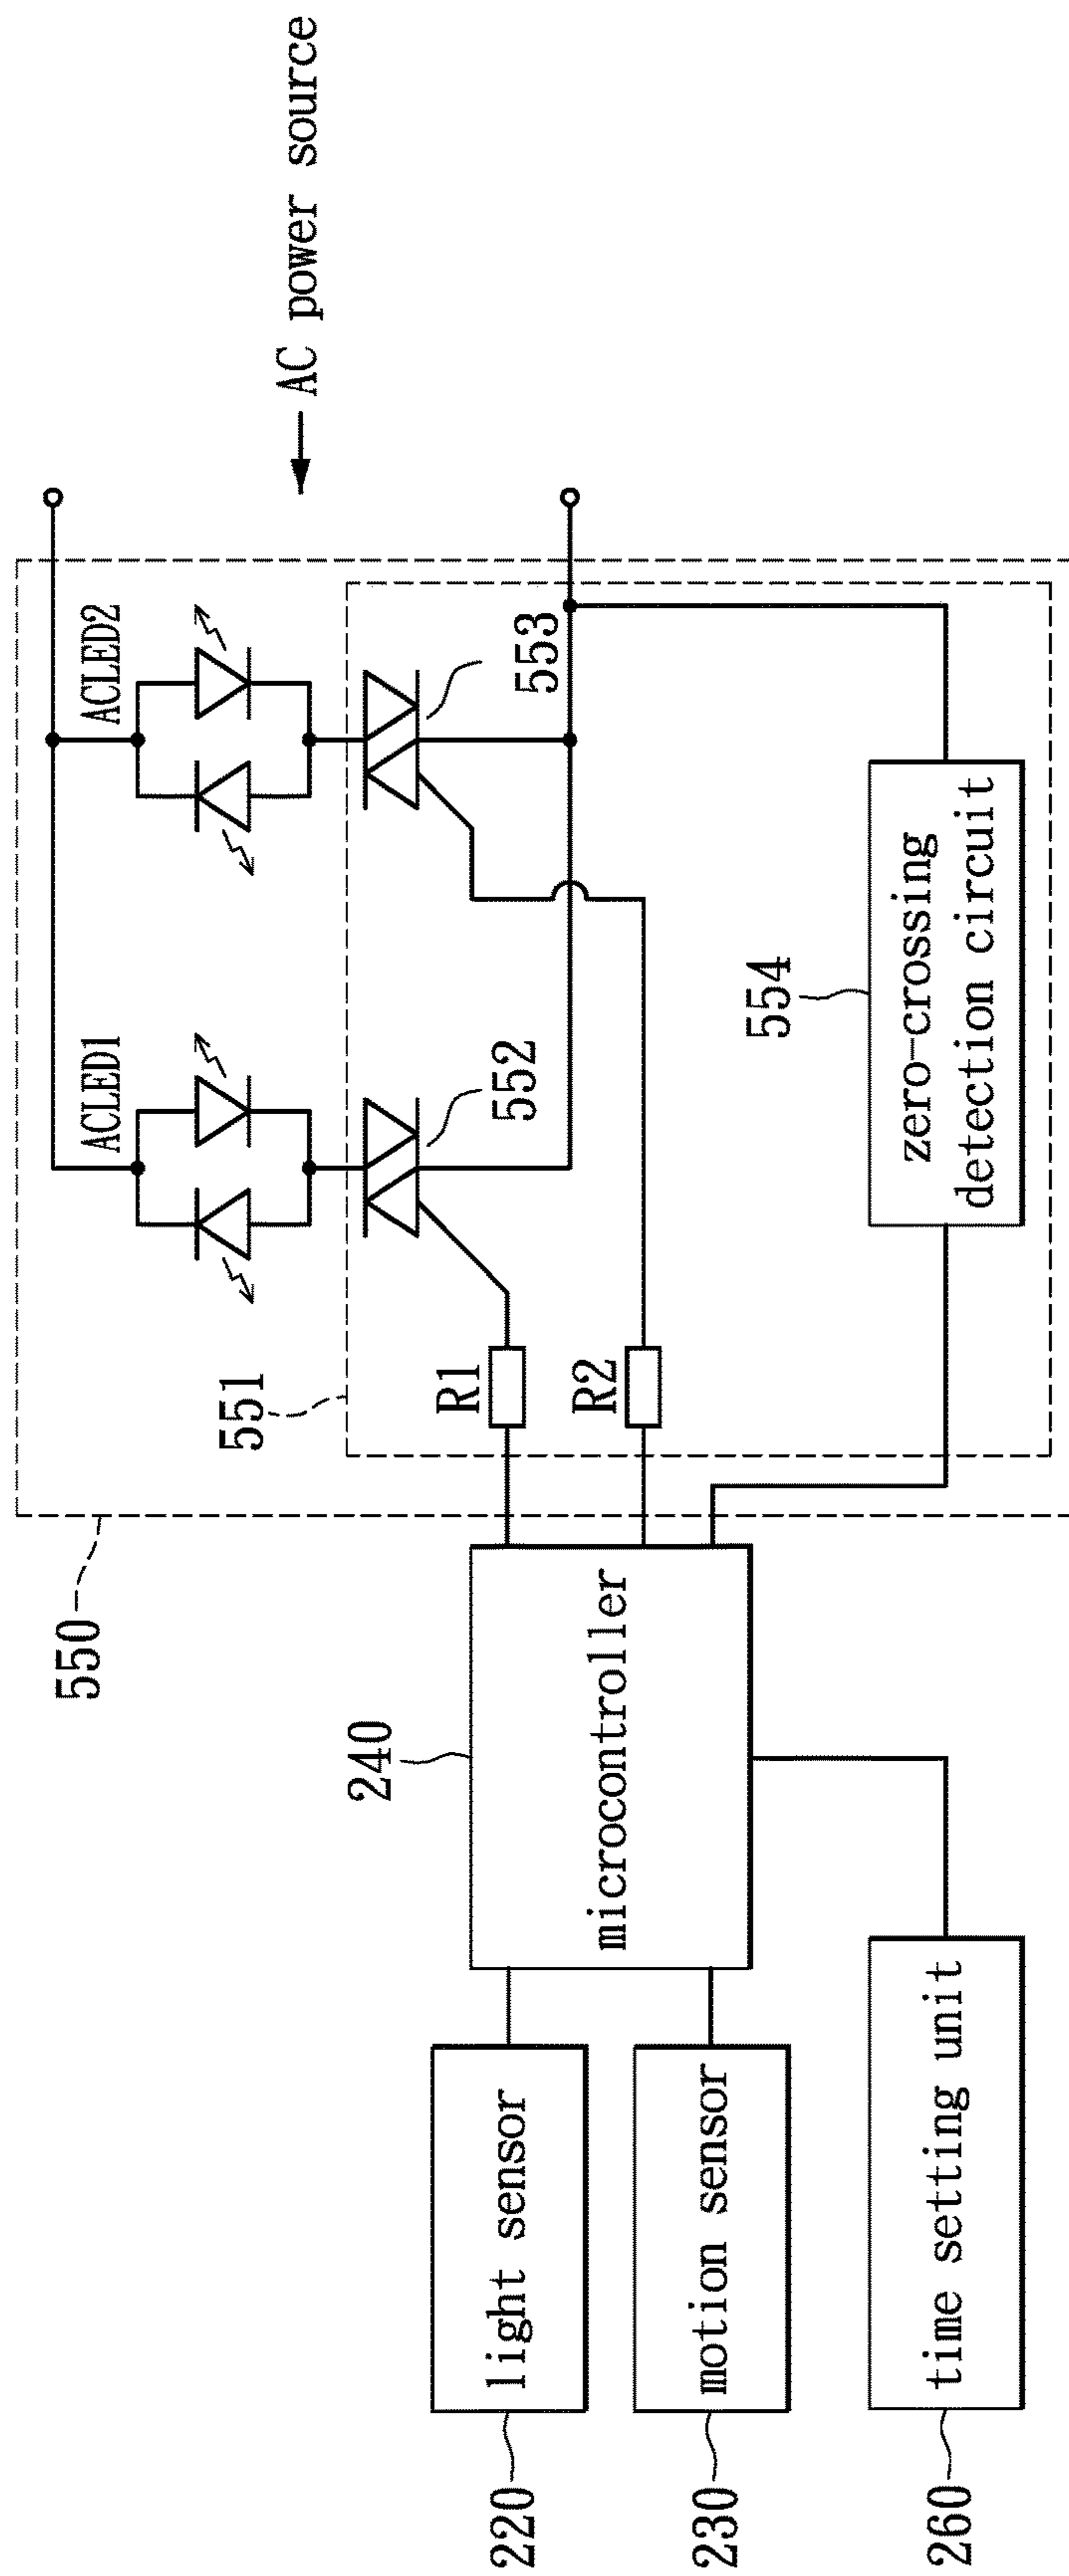 550
ACLED1
ACLED2
AC power source
551
552
553
R1
R2
240
microcontroller
554
zero-crossing
detection circuit
220
light sensor
230
motion sensor
260
time setting unit